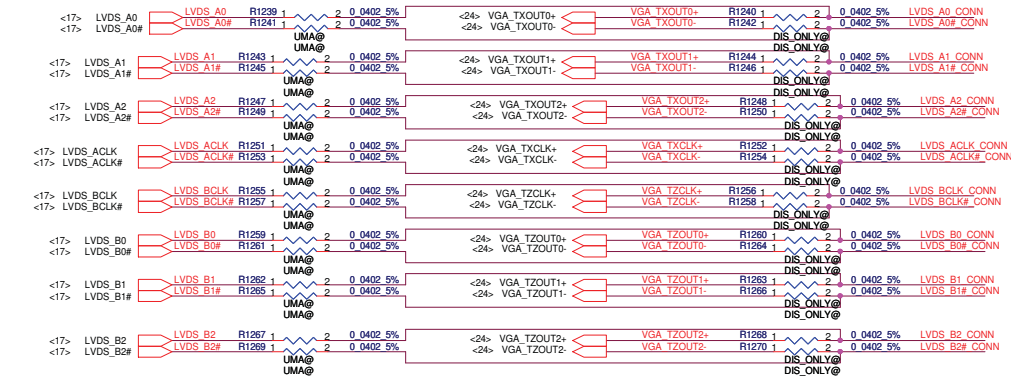 <17> LVDS_A0 LVDS_A0 R1239 1 2 0_0402_5% <24> VGA_TXOUT0+ VGA_TXOUT0+ R1240 1 2 0_0402_5% LVDS_A0_CONN
<17> LVDS_A0# LVDS_A0# R1241 1 2 0_0402_5% <24> VGA_TXOUT0- VGA_TXOUT0- R1242 1 2 0_0402_5% LVDS_A0#_CONN
UMA@ DIS_ONLY@
UMA@ DIS_ONLY@
<17> LVDS_A1 LVDS_A1 R1243 1 2 0_0402_5% <24> VGA_TXOUT1+ VGA_TXOUT1+ R1244 1 2 0_0402_5% LVDS_A1_CONN
<17> LVDS_A1# LVDS_A1# R1245 1 2 0_0402_5% <24> VGA_TXOUT1- VGA_TXOUT1- R1246 1 2 0_0402_5% LVDS_A1#_CONN
UMA@ DIS_ONLY@
UMA@ DIS_ONLY@
<17> LVDS_A2 LVDS_A2 R1247 1 2 0_0402_5% <24> VGA_TXOUT2+ VGA_TXOUT2+ R1248 1 2 0_0402_5% LVDS_A2_CONN
<17> LVDS_A2# LVDS_A2# R1249 1 2 0_0402_5% <24> VGA_TXOUT2- VGA_TXOUT2- R1250 1 2 0_0402_5% LVDS_A2#_CONN
UMA@ DIS_ONLY@
UMA@ DIS_ONLY@
<17> LVDS_ACLK LVDS_ACLK R1251 1 2 0_0402_5% <24> VGA_TXCLK+ VGA_TXCLK+ R1252 1 2 0_0402_5% LVDS_ACLK_CONN
<17> LVDS_ACLK# LVDS_ACLK# R1253 1 2 0_0402_5% <24> VGA_TXCLK- VGA_TXCLK- R1254 1 2 0_0402_5% LVDS_ACLK#_CONN
UMA@ DIS_ONLY@
UMA@ DIS_ONLY@
<17> LVDS_BCLK LVDS_BCLK R1255 1 2 0_0402_5% <24> VGA_TZCLK+ VGA_TZCLK+ R1256 1 2 0_0402_5% LVDS_BCLK_CONN
<17> LVDS_BCLK# LVDS_BCLK# R1257 1 2 0_0402_5% <24> VGA_TZCLK- VGA_TZCLK- R1258 1 2 0_0402_5% LVDS_BCLK#_CONN
UMA@ DIS_ONLY@
UMA@ DIS_ONLY@
<17> LVDS_B0 LVDS_B0 R1259 1 2 0_0402_5% <24> VGA_TZOUT0+ VGA_TZOUT0+ R1260 1 2 0_0402_5% LVDS_B0_CONN
<17> LVDS_B0# LVDS_B0# R1261 1 2 0_0402_5% <24> VGA_TZOUT0- VGA_TZOUT0- R1264 1 2 0_0402_5% LVDS_B0#_CONN
UMA@ DIS_ONLY@
UMA@ DIS_ONLY@
<17> LVDS_B1 LVDS_B1 R1262 1 2 0_0402_5% <24> VGA_TZOUT1+ VGA_TZOUT1+ R1263 1 2 0_0402_5% LVDS_B1_CONN
<17> LVDS_B1# LVDS_B1# R1265 1 2 0_0402_5% <24> VGA_TZOUT1- VGA_TZOUT1- R1266 1 2 0_0402_5% LVDS_B1#_CONN
UMA@ DIS_ONLY@
UMA@ DIS_ONLY@
<17> LVDS_B2 LVDS_B2 R1267 1 2 0_0402_5% <24> VGA_TZOUT2+ VGA_TZOUT2+ R1268 1 2 0_0402_5% LVDS_B2_CONN
<17> LVDS_B2# LVDS_B2# R1269 1 2 0_0402_5% <24> VGA_TZOUT2- VGA_TZOUT2- R1270 1 2 0_0402_5% LVDS_B2#_CONN
UMA@ DIS_ONLY@
UMA@ DIS_ONLY@